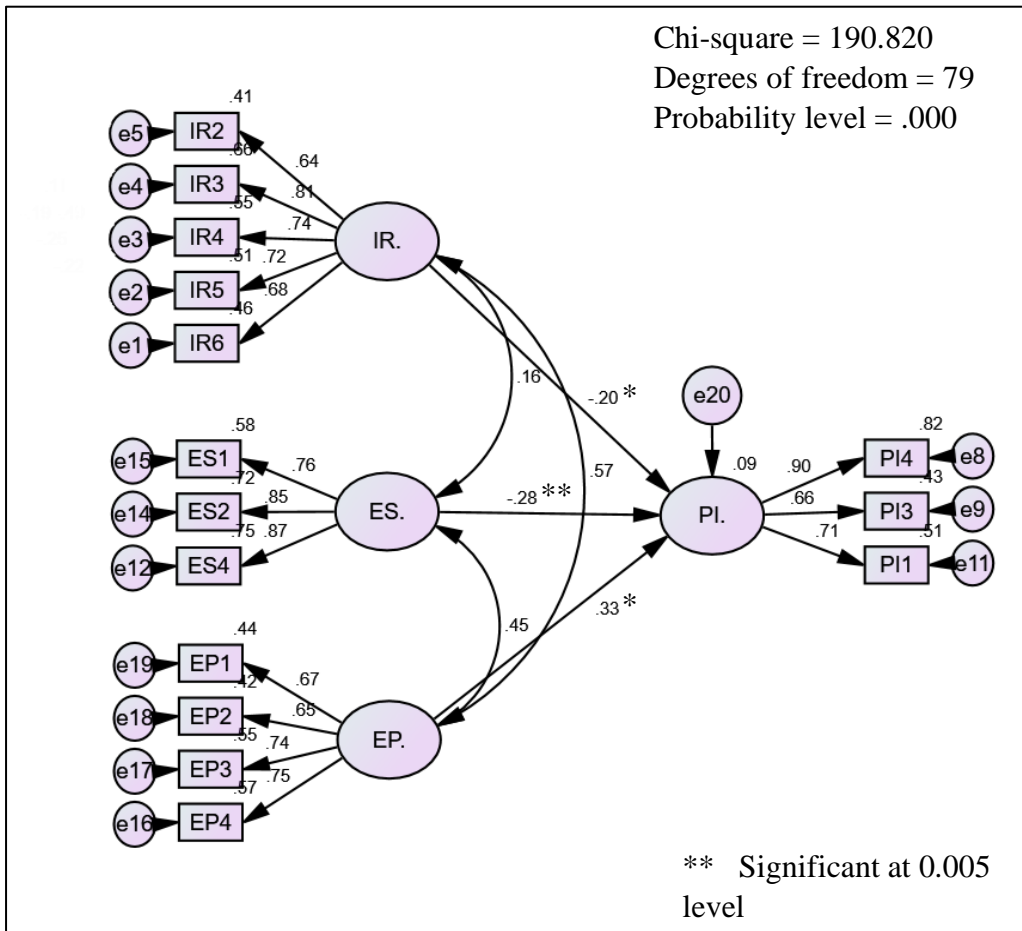 Chi-square = 190.820
Degrees of freedom = 79
Probability level = .000
.41
e5 IR2
.66 .64
e4 IR3
.55 .81
e3 IR4 .74 IR.
.51 .72
e2 IR5
.46 .68
e1 IR6
.16
-.20 *
e20
.58
e15 ES1 .76
.72
e14 ES2 .85 ES.
.75 .87
e12 ES4
-.28 **
.57
.09
PI.
.82
.90 PI4 e8
.43
.66 PI3 e9
.51
.71 PI1 e11
.33 *
.45
.44
e19 EP1 .67
.42
e18 EP2 .65
.55 .74
e17 EP3 EP.
.57 .75
e16 EP4
** Significant at 0.005
level